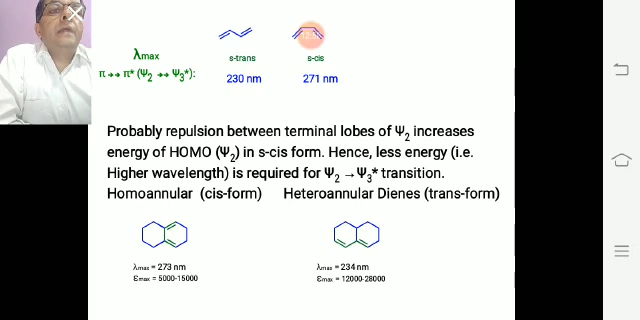 λmax
π →→ π* (Ψ2 →→ Ψ3*):
s-trans
s-cis
230 nm
271 nm
Probably repulsion between terminal lobes of Ψ2 increases
energy of HOMO (Ψ2) in s-cis form. Hence, less energy (i.e.
Higher wavelength) is required for Ψ2 →Ψ3* transition.
Homoannular (cis-form)
Heteroannular Dienes (trans-form)
λmax = 273 nm
εmax = 5000-15000
λmax = 234 nm
εmax = 12000-28000